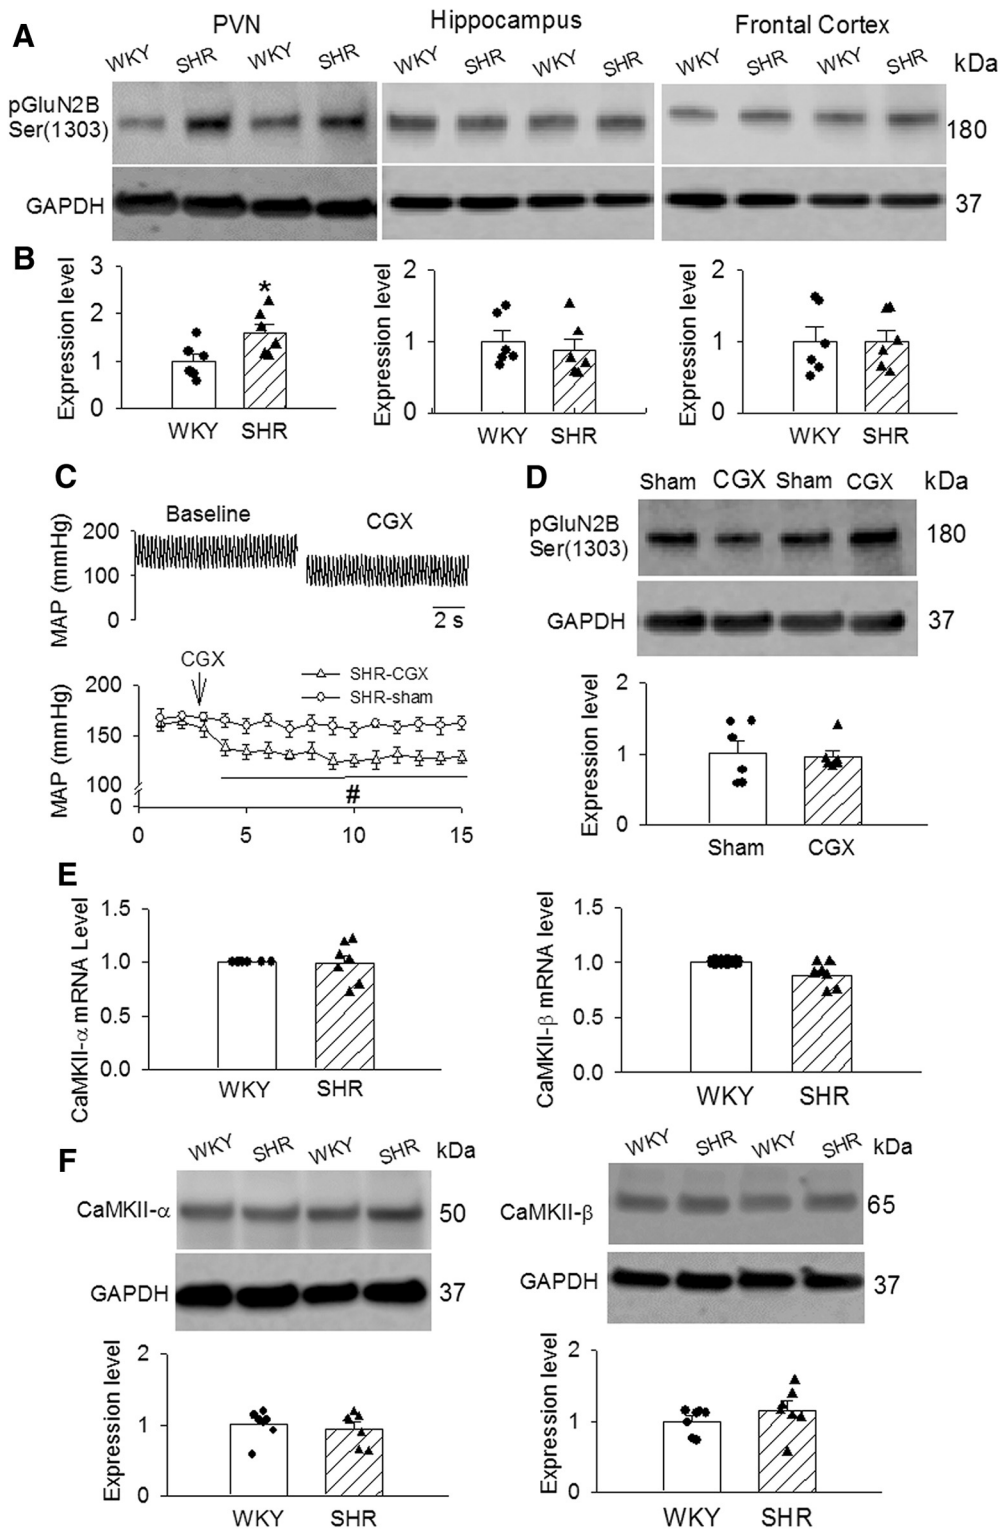 A
PVN
Hippocampus
Frontal Cortex
WKY SHR WKY SHR WKY SHR WKY SHR WKY SHR WKY SHR kDa
pGluN2B
Ser(1303)
180
GAPDH
37
B
Expression level
3
2
1
0
*
WKY SHR
Expression level
2
1
0
WKY SHR
Expression level
2
1
0
WKY SHR
C
Baseline
CGX
MAP (mmHg)
200
100
0
2 s
CGX
SHR-CGX
SHR-sham
MAP (mmHg)
200
150
100
0
#
0 5 10 15
D
Sham CGX Sham CGX kDa
pGluN2B
Ser(1303)
180
GAPDH
37
Expression level
2
1
0
Sham CGX
E
CaMKII-α mRNA Level
1.5
1.0
0.5
0.0
WKY SHR
CaMKII-β mRNA level
1.5
1.0
0.5
0.0
WKY SHR
F
WKY SHR WKY SHR kDa
CaMKII-α
50
GAPDH
37
Expression level
2
1
0
WKY SHR
WKY SHR WKY SHR kDa
CaMKII-β
65
GAPDH
37
Expression level
2
1
0
WKY SHR